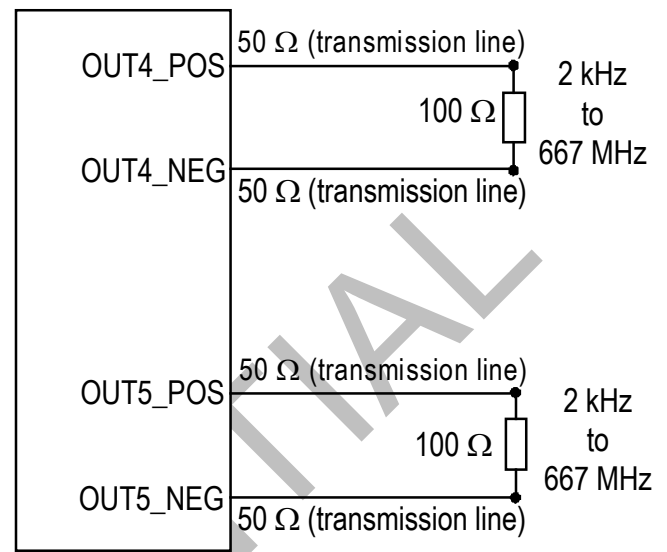 50 Ω (transmission line)
OUT4_POS
2 kHz
100 Ω
to
OUT4_NEG
667 MHz
50 Ω (transmission line)
50 Ω (transmission line)
OUT5_POS
2 kHz
100 Ω
to
667 MHz
OUT5_NEG
50 Ω (transmission line)
NTIAL